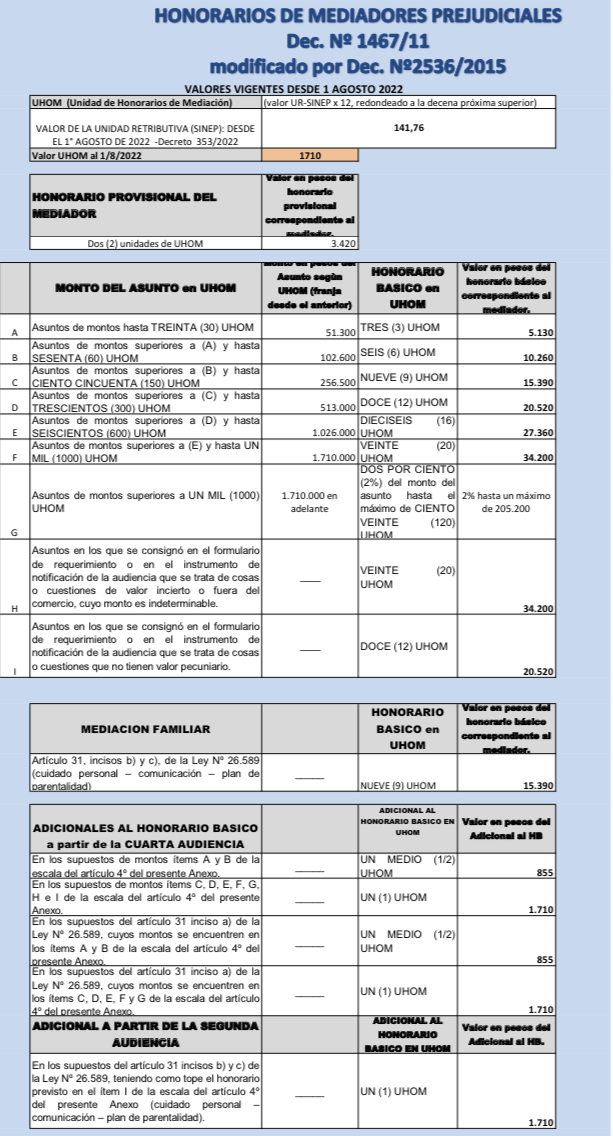 HONORARIOS DE MEDIADORES PREJUDICIALES
Dec. Nº 1467/11
modificado por Dec. Nº2536/2015
VALORES VIGENTES DESDE 1 AGOSTO 2022
UHOM (Unidad de Honorarios de Mediación) (valor UR-SINEP x 12, redondeado a la decena próxima superior)
VALOR DE LA UNIDAD RETRIBUTIVA (SINEP): DESDE
EL 1° AGOSTO DE 2022 -Decreto 353/2022
141,76
Valor UHOM al 1/8/2022 1710
HONORARIO PROVISIONAL DEL
MEDIADOR
Valor en pesos del
honorario
provisional
correspondiente al
mediador.
Dos (2) unidades de UHOM 3.420
MONTO DEL ASUNTO en UHOM
Monto en pesos del
Asunto según
UHOM (franja
desde el anterior)
HONORARIO
BASICO en
UHOM
Valor en pesos del
honorario básico
correspondiente al
mediador.
A Asuntos de montos hasta TREINTA (30) UHOM 51.300 TRES (3) UHOM 5.130
B Asuntos de montos superiores a (A) y hasta
SESENTA (60) UHOM 102.600 SEIS (6) UHOM 10.260
C Asuntos de montos superiores a (B) y hasta
CIENTO CINCUENTA (150) UHOM 256.500 NUEVE (9) UHOM 15.390
D Asuntos de montos superiores a (C) y hasta
TRESCIENTOS (300) UHOM 513.000 DOCE (12) UHOM 20.520
E Asuntos de montos superiores a (D) y hasta
SEISCIENTOS (600) UHOM 1.026.000 DIECISEIS (16)
UHOM 27.360
F Asuntos de montos superiores a (E) y hasta UN
MIL (1000) UHOM 1.710.000 VEINTE (20)
UHOM 34.200
G Asuntos de montos superiores a UN MIL (1000)
UHOM
1.710.000 en
adelante
DOS POR CIENTO
(2%) del monto del
asunto hasta el
máximo de CIENTO
VEINTE (120)
UHOM
2% hasta un máximo
de 205.200
H Asuntos en los que se consignó en el formulario
de requerimiento o en el instrumento de
notificación de la audiencia que se trata de cosas
o cuestiones de valor incierto o fuera del
comercio, cuyo monto es indeterminable.
VEINTE (20)
UHOM
34.200
I Asuntos en los que se consignó en el formulario
de requerimiento o en el instrumento de
notificación de la audiencia que se trata de cosas
o cuestiones que no tienen valor pecuniario.
DOCE (12) UHOM
20.520
MEDIACION FAMILIAR
HONORARIO
BASICO en
UHOM
Valor en pesos del
honorario básico
correspondiente al
mediador.
Artículo 31, incisos b) y c), de la Ley Nº 26.589
(cuidado personal – comunicación – plan de
parentalidad)
NUEVE (9) UHOM 15.390
ADICIONALES AL HONORARIO BASICO
a partir de la CUARTA AUDIENCIA
ADICIONAL AL
HONORARIO BASICO EN
UHOM
Valor en pesos del
Adicional al HB
En los supuestos de montos ítems A y B de la
escala del artículo 4º del presente Anexo.
UN MEDIO (1/2)
UHOM 855
En los supuestos de montos ítems C, D, E, F, G,
H e I de la escala del artículo 4º del presente
Anexo.
UN (1) UHOM
1.710
En los supuestos del artículo 31 inciso a) de la
Ley Nº 26.589, cuyos montos se encuentren en
los ítems A y B de la escala del artículo 4º del
presente Anexo.
UN MEDIO (1/2)
UHOM
855
En los supuestos del artículo 31 inciso a) de la
Ley Nº 26.589, cuyos montos se encuentren en
los ítems C, D, E, F y G de la escala del artículo
4º del presente Anexo.
UN (1) UHOM
1.710
ADICIONAL A PARTIR DE LA SEGUNDA
AUDIENCIA
ADICIONAL AL
HONORARIO
BASICO EN UHOM
Valor en pesos del
Adicional al HB.
En los supuestos del artículo 31 incisos b) y c) de
la Ley Nº 26.589, teniendo como tope el honorario
previsto en el ítem I de la escala del artículo 4º
del presente Anexo (cuidado personal –
comunicación – plan de parentalidad).
UN (1) UHOM
1.710